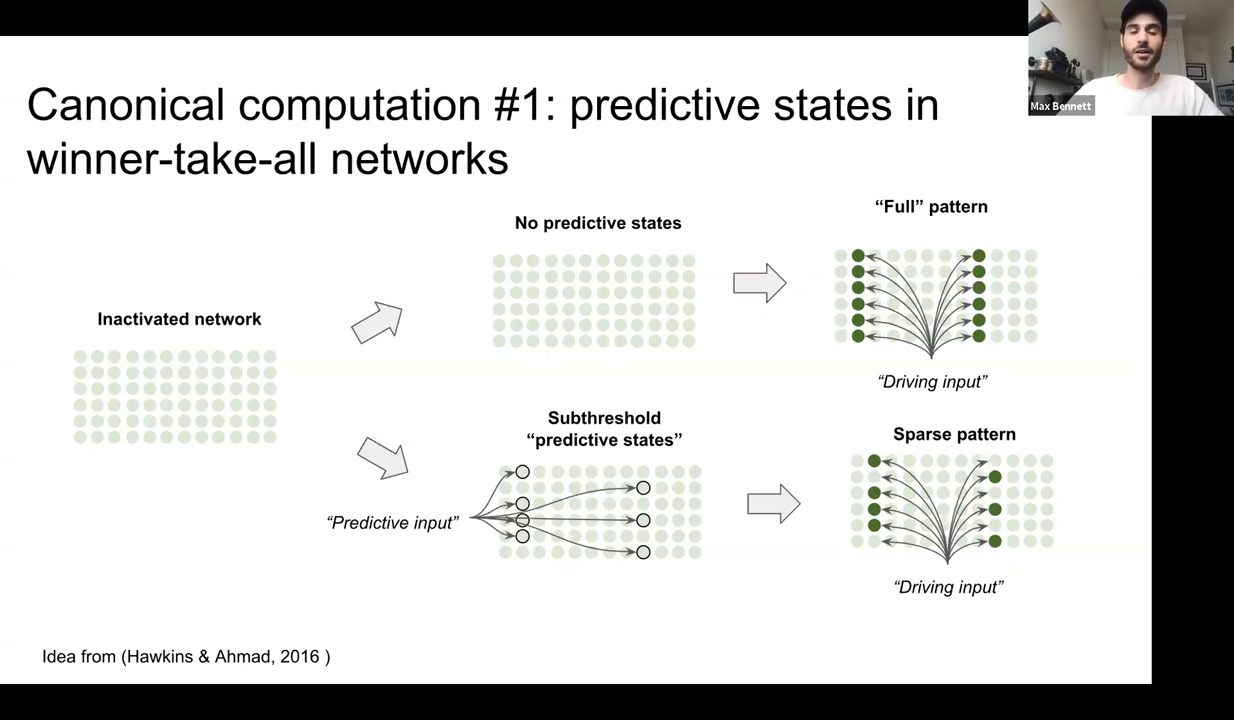 Max Bennett
Canonical computation #1: predictive states in
winner-take-all networks
Inactivated network
No predictive states
“Full” pattern
“Driving input”
Subthreshold
“predictive states”
“Predictive input”
Sparse pattern
“Driving input”
Idea from (Hawkins & Ahmad, 2016 )